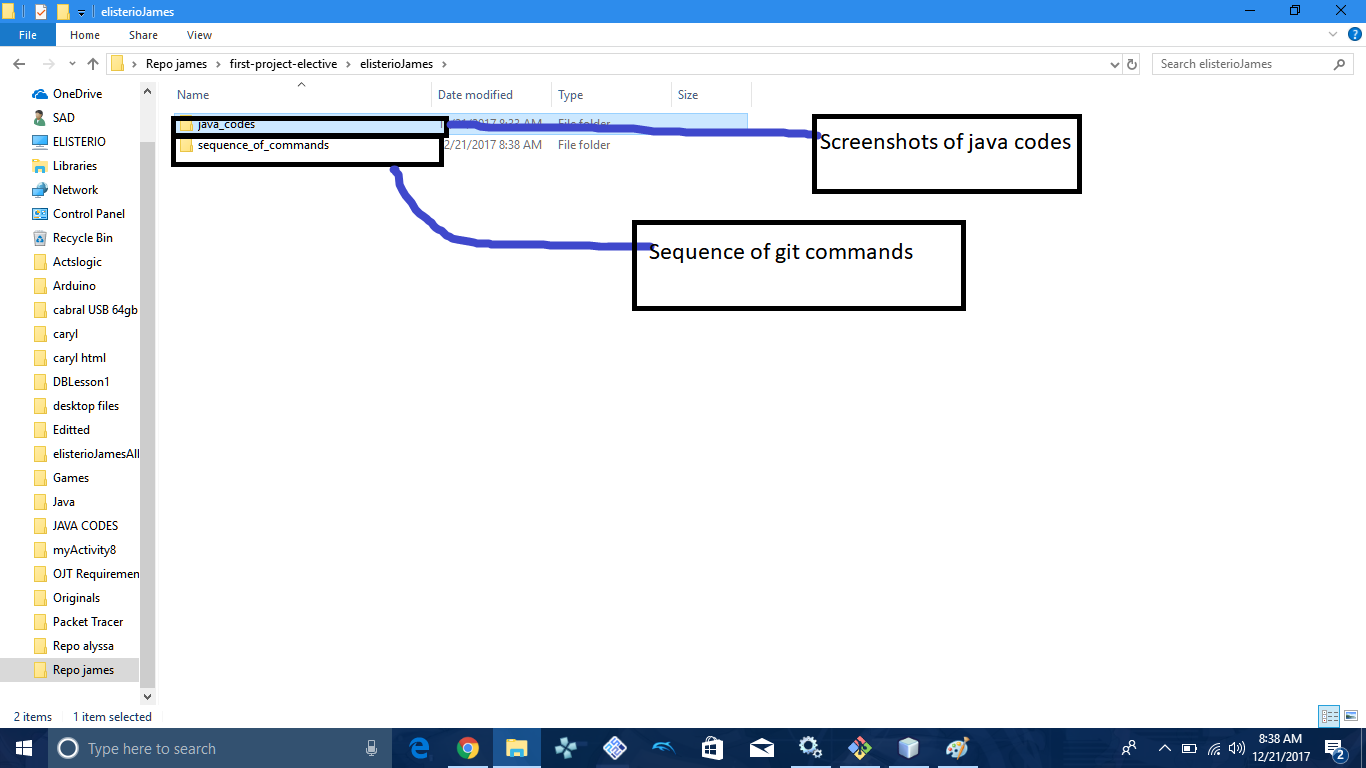 elisterioJames
File Home Share View
Repo james first-project-elective elisterioJames
Search elisterioJames
Name Date modified Type Size
java_codes File folder
sequence_of_commands 2/21/2017 8:38 AM File folder
Screenshots of java codes
Sequence of git commands
OneDrive
SAD
ELISTERIO
Libraries
Network
Control Panel
Recycle Bin
Actslogic
Arduino
cabral USB 64gb
caryl
caryl html
DBLesson1
desktop files
Editted
elisterioJamesAll
Games
Java
JAVA CODES
myActivity8
OJT Requiremen
Originals
Packet Tracer
Repo alyssa
Repo james
2 items 1 item selected
Type here to search
8:38 AM
12/21/2017
2